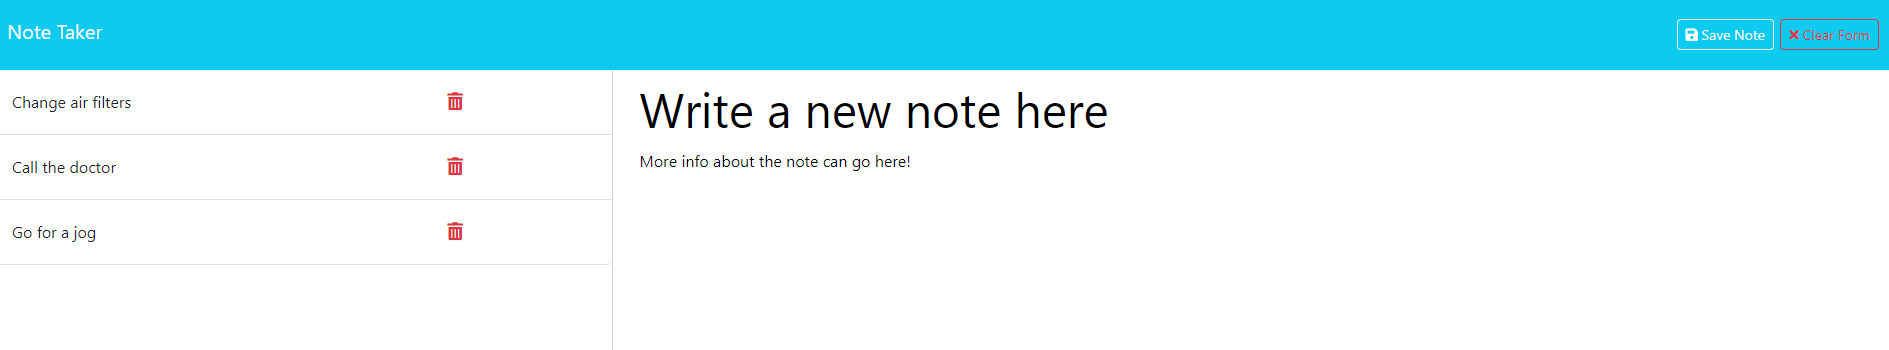 Note Taker
Save Note
Clear Form
Change air filters
Call the doctor
Go for a jog
Write a new note here
More info about the note can go here!